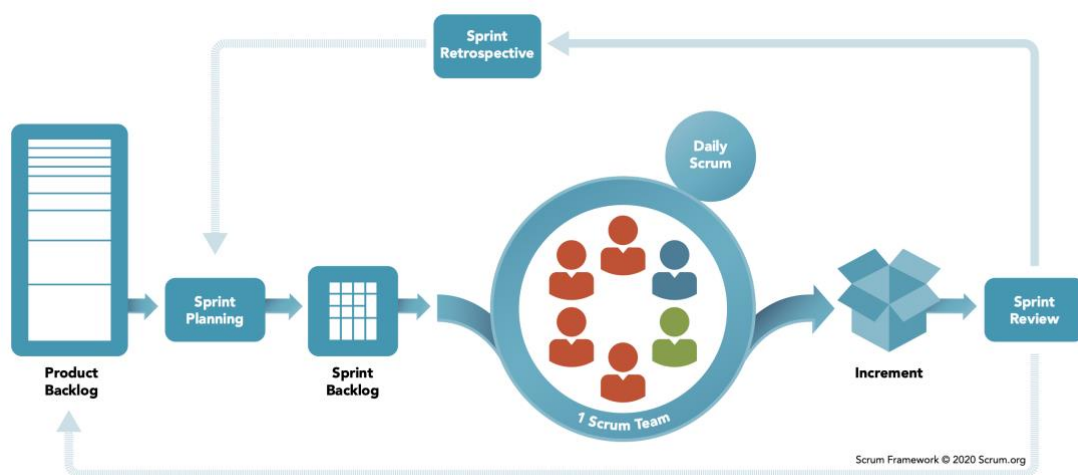 Sprint
Retrospective
Daily
Scrum
Sprint
Planning
Sprint
Review
Product
Backlog
Sprint
Backlog
Increment
1 Scrum Team
Scrum Framework © 2020 Scrum.org